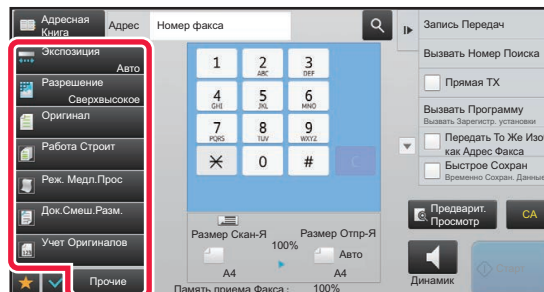 Адресная
Книга
Адрес
Номер факса
Экспозиция
Авто
Разрешение
Сверхвысокое
Оригинал
Работа Строит
Реж. Медл.Прос
Док.Смеш.Разм.
Учет Оригиналов
Прочие
1
2
ABC
3
DEF
4
GHI
5
JKL
6
MNO
7
PQRS
8
TUV
9
WXYZ
0
#
C
Размер Скан-Я
100%
Размер Отпр-Я
Авто
A4
A4
Память приема Факса :
100%
Запись Передач
Вызвать Номер Поиска
Прямая TX
Вызвать Программу
Вызвать Зарегистр. установки
Передать То Же Изо
как Адрес Факса
Быстрое Сохран
Временно Сохран. Данные
Предварит.
Просмотр
CA
Динамик
Старт